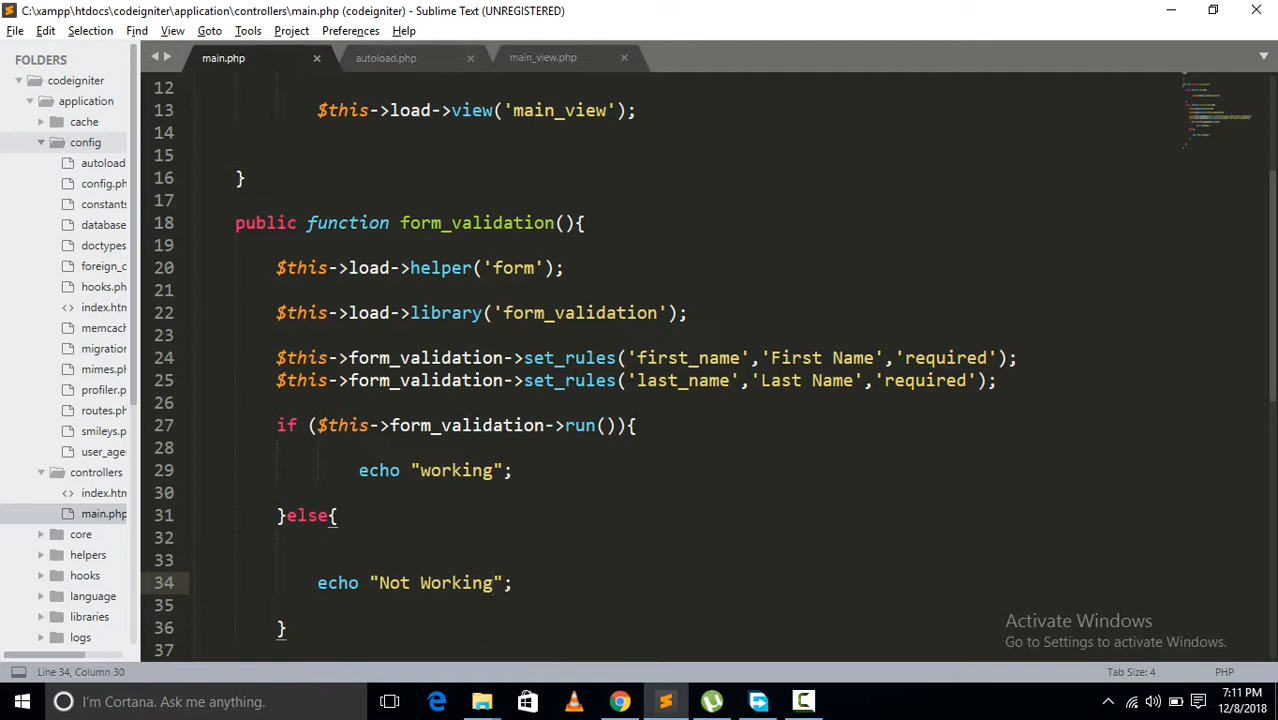 C:\xampp\htdocs\codeigniter\application\controllers\main.php (codeigniter) - Sublime Text (UNREGISTERED)
File Edit Selection Find View Goto Tools Project Preferences Help
FOLDERS
codeigniter
application
cache
config
autoload
config.ph
constants
database
doctypes
foreign_c
hooks.ph
index.htn
memcach
migration
mimes.ph
profiler.p
routes.ph
smileys.p
user_age
controllers
index.htn
main.php
core
helpers
hooks
language
libraries
logs
main.php autoload.php main_view.php
12
13 $this->load->view('main_view');
14
15
16 }
17
18 public function form_validation(){
19
20 $this->load->helper('form');
21
22 $this->load->library('form_validation');
23
24 $this->form_validation->set_rules('first_name','First Name','required');
25 $this->form_validation->set_rules('last_name','Last Name','required');
26
27 if ($this->form_validation->run()){
28
29 echo "working";
30
31 }else{
32
33
34 echo "Not Working";
35
36 }
37
Activate Windows
Go to Settings to activate Windows.
Line 34, Column 30 Tab Size: 4 PHP
I'm Cortana. Ask me anything.
7:11 PM
12/8/2018